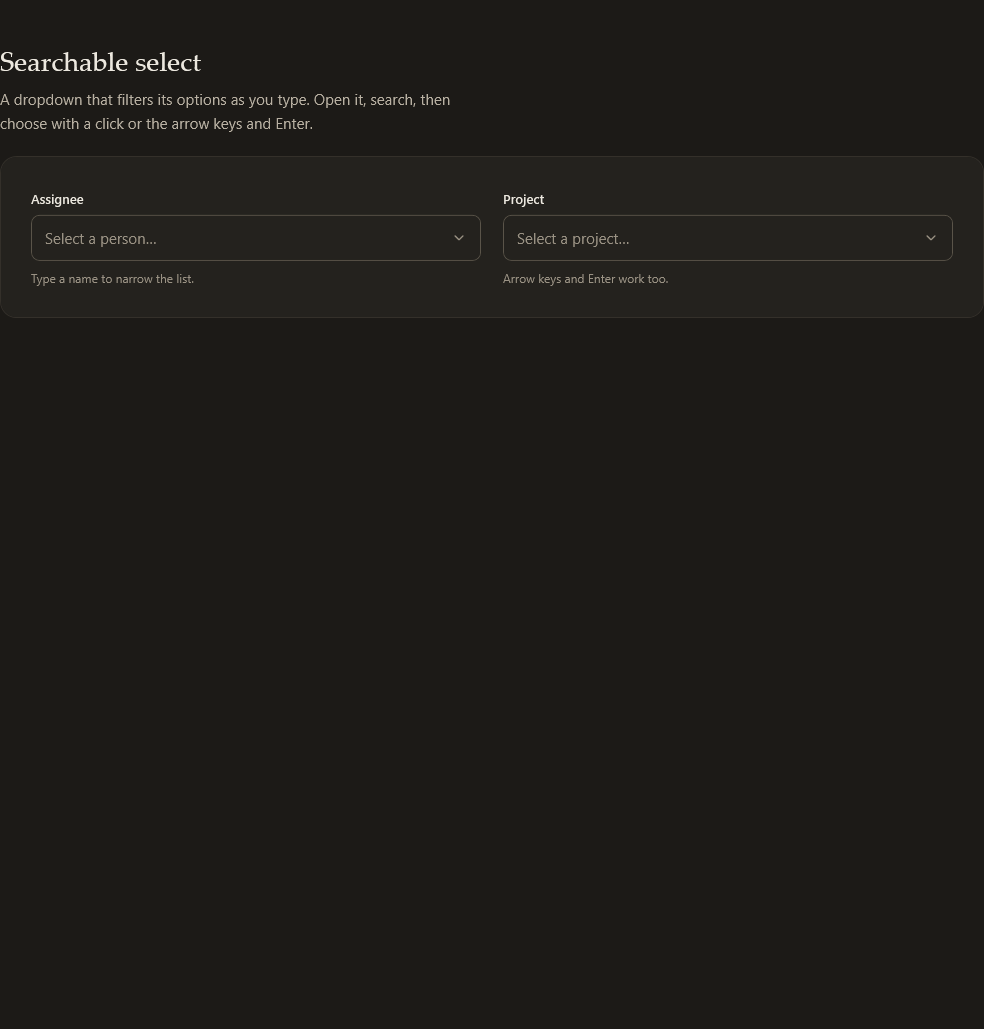 Searchable select
A dropdown that filters its options as you type. Open it, search, then
choose with a click or the arrow keys and Enter.
Assignee
Project
Select a person...
Select a project...
Type a name to narrow the list.
Arrow keys and Enter work too.